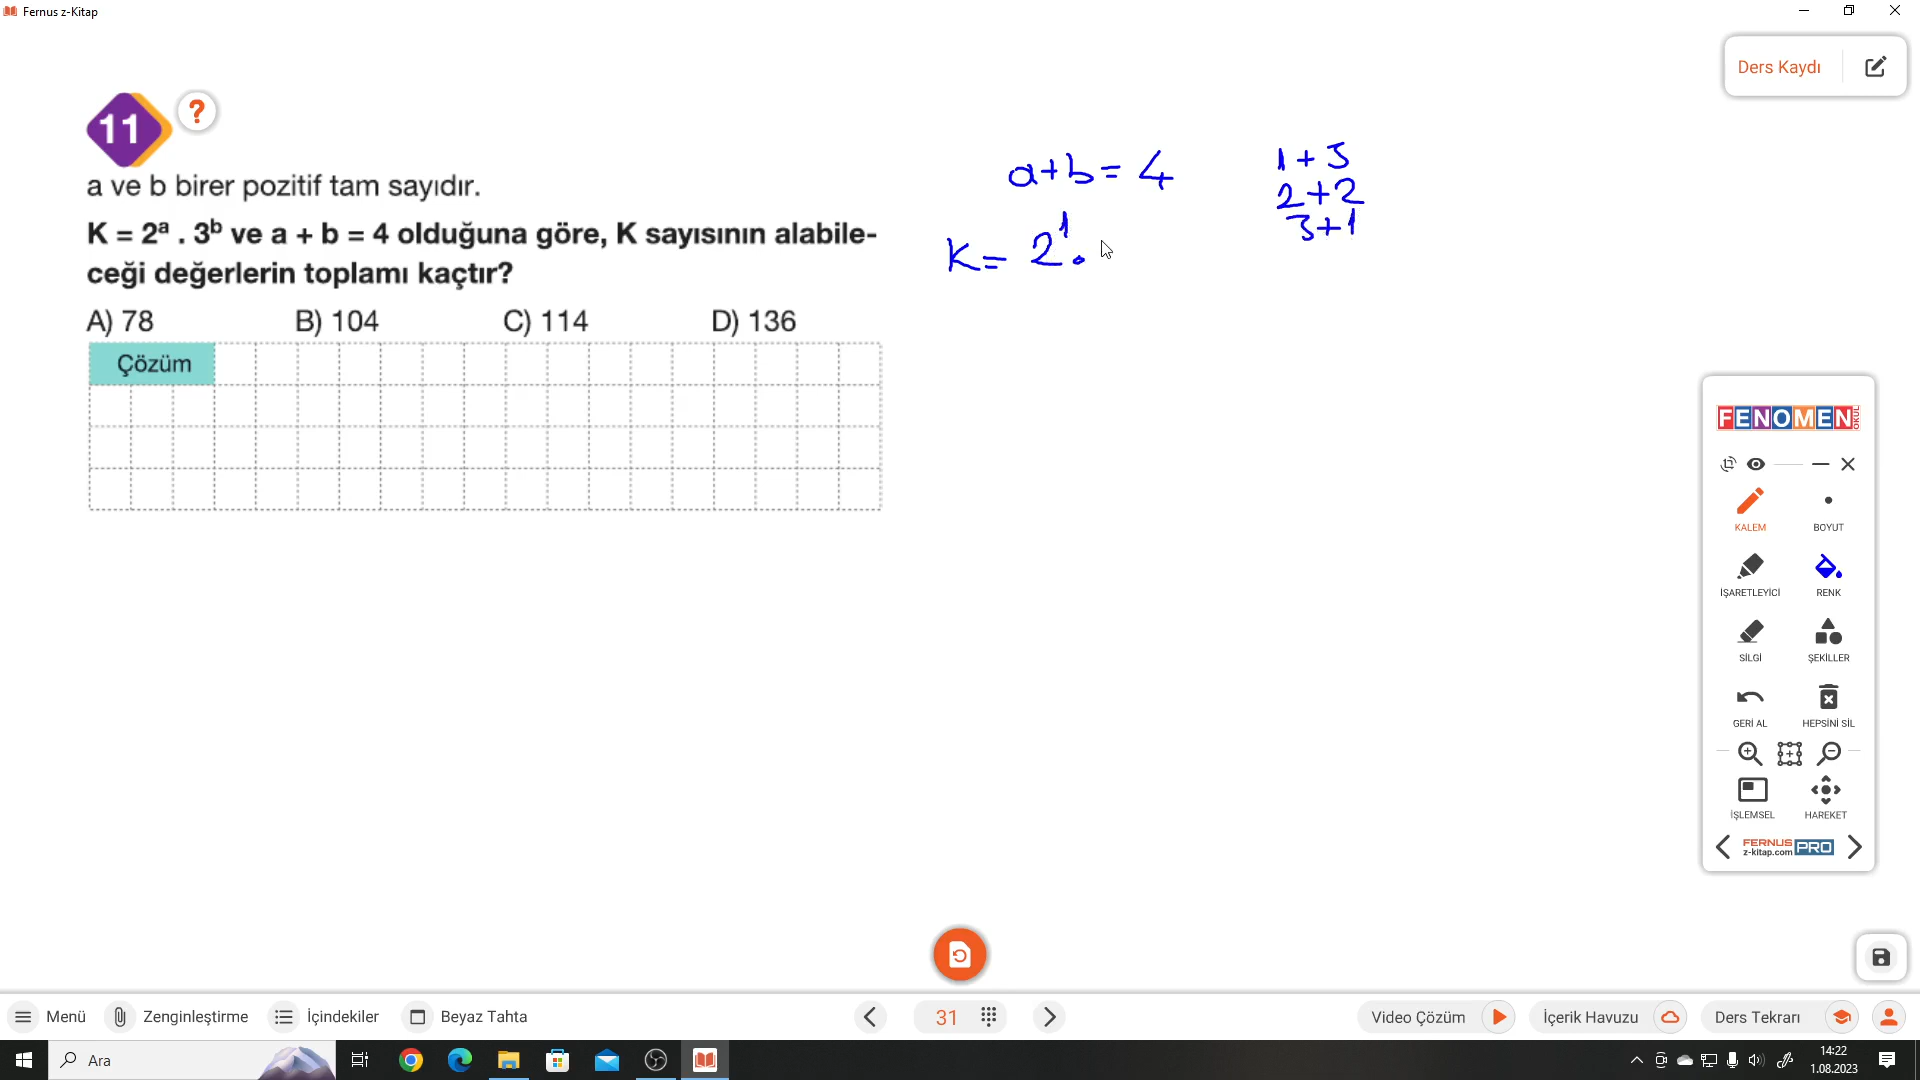 Fernus z-Kitap
Ders Kaydı
11
?
a ve b birer pozitif tam sayıdır.
K = 2ᵃ . 3ᵇ ve a + b = 4 olduğuna göre, K sayısının alabile-
ceği değerlerin toplamı kaçtır?
A) 78 B) 104 C) 114 D) 136
Çözüm
a+b= 4
K= 2¹.
1+3
2+2
3+1
FENOMEN OKUL
KALEM BOYUT
İŞARETLEYİCİ RENK
SİLGİ ŞEKİLLER
GERİ AL HEPSİNİ SİL
İŞLEMSEL HAREKET
FERNUS
z-kitap.com PRO
Menü Zenginleştirme İçindekiler Beyaz Tahta 31 Video Çözüm İçerik Havuzu Ders Tekrarı
Ara
14:22
1.08.2023